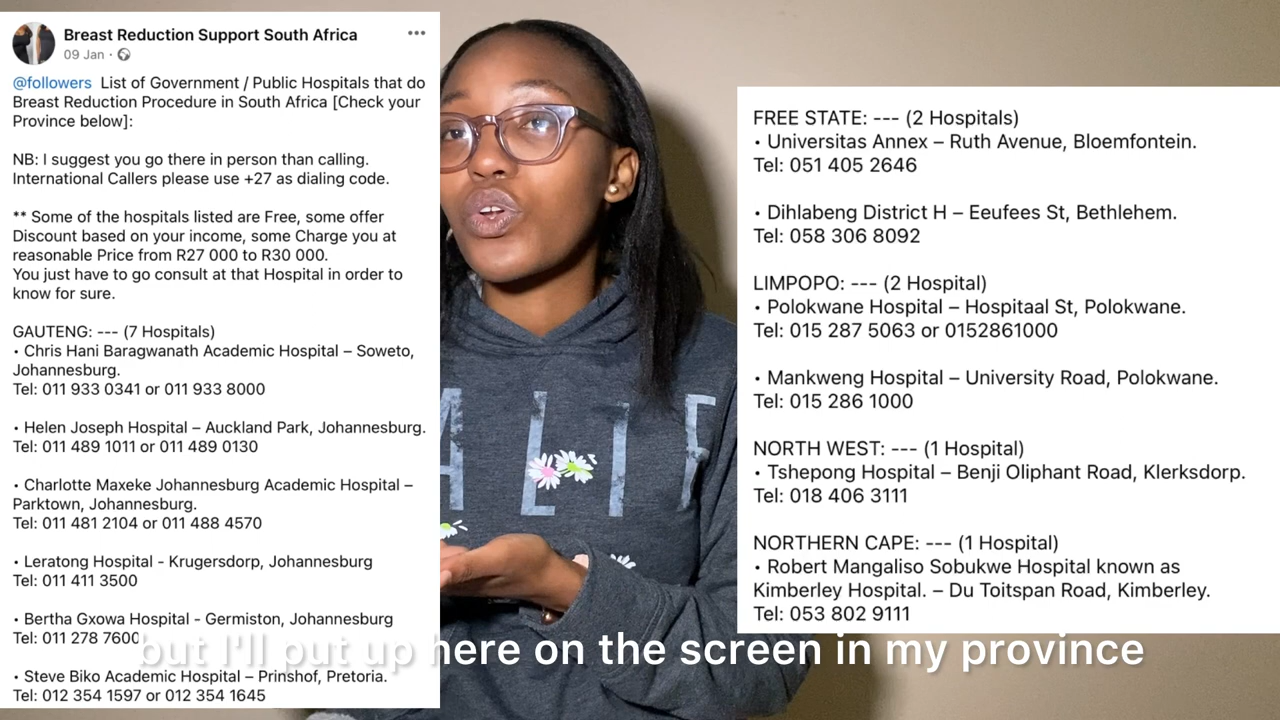 Breast Reduction Support South Africa
09 Jan ·
@followers List of Government / Public Hospitals that do
Breast Reduction Procedure in South Africa [Check your
Province below]:
NB: I suggest you go there in person than calling.
International Callers please use +27 as dialing code.
** Some of the hospitals listed are Free, some offer
Discount based on your income, some Charge you at
reasonable Price from R27 000 to R30 000.
You just have to go consult at that Hospital in order to
know for sure.
GAUTENG: --- (7 Hospitals)
• Chris Hani Baragwanath Academic Hospital – Soweto,
Johannesburg.
Tel: 011 933 0341 or 011 933 8000
• Helen Joseph Hospital – Auckland Park, Johannesburg.
Tel: 011 489 1011 or 011 489 0130
• Charlotte Maxeke Johannesburg Academic Hospital –
Parktown, Johannesburg.
Tel: 011 481 2104 or 011 488 4570
• Leratong Hospital - Krugersdorp, Johannesburg
Tel: 011 411 3500
• Bertha Gxowa Hospital - Germiston, Johannesburg
Tel: 011 278 7600
• Steve Biko Academic Hospital – Prinshof, Pretoria.
Tel: 012 354 1597 or 012 354 1645
ALIF
FREE STATE: --- (2 Hospitals)
• Universitas Annex – Ruth Avenue, Bloemfontein.
Tel: 051 405 2646
• Dihlabeng District H – Eeufees St, Bethlehem.
Tel: 058 306 8092
LIMPOPO: --- (2 Hospital)
• Polokwane Hospital – Hospitaal St, Polokwane.
Tel: 015 287 5063 or 0152861000
• Mankweng Hospital – University Road, Polokwane.
Tel: 015 286 1000
NORTH WEST: --- (1 Hospital)
• Tshepong Hospital – Benji Oliphant Road, Klerksdorp.
Tel: 018 406 3111
NORTHERN CAPE: --- (1 Hospital)
• Robert Mangaliso Sobukwe Hospital known as
Kimberley Hospital. – Du Toitspan Road, Kimberley.
Tel: 053 802 9111
but I'll put up here on the screen in my province